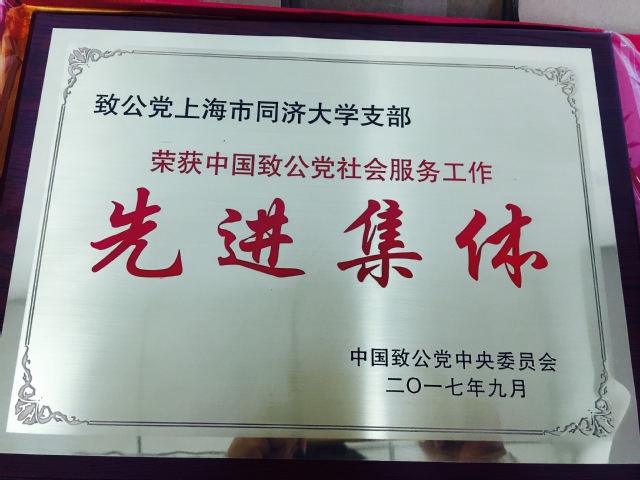 致公党上海市同济大学支部
荣获中国致公党社会服务工作
先进集体
中国致公党中央委员会
二〇一七年九月